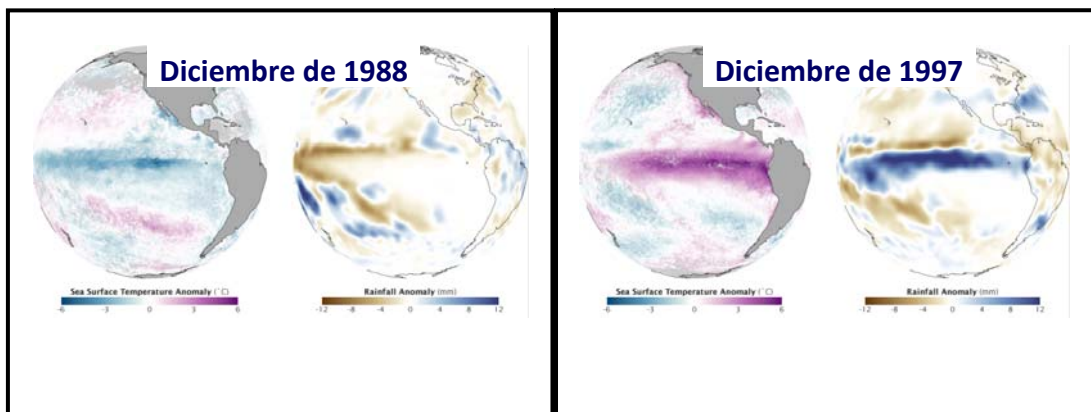 Diciembre de 1988
Sea Surface Temperature Anomaly (°C)
-6 -3 0 3 6
Rainfall Anomaly (mm)
-12 -8 -4 0 4 8 12
Diciembre de 1997
Sea Surface Temperature Anomaly (°C)
-6 -3 0 3 6
Rainfall Anomaly (mm)
-12 -8 -4 0 4 8 12